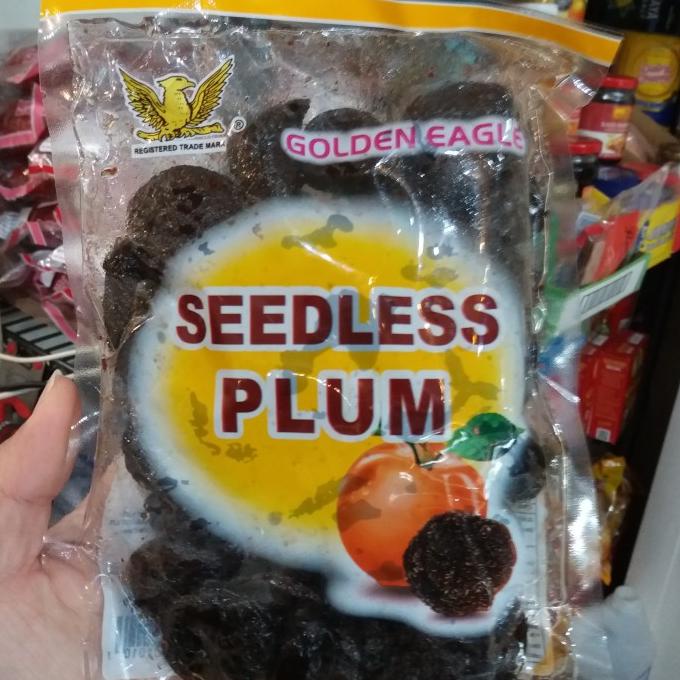 REGISTERED TRADE MARK
®
GOLDEN EAGLE
SEEDLESS
PLUM